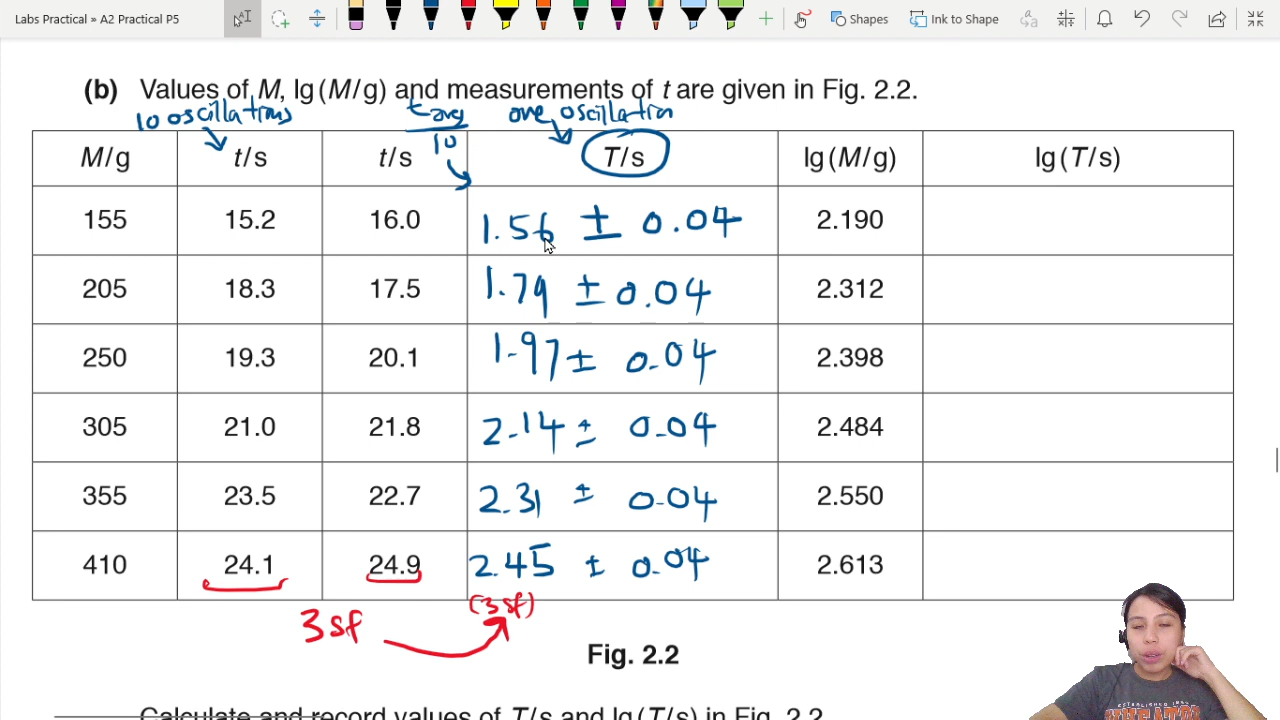 Labs Practical » A2 Practical P5
Shapes
Ink to Shape
(b) Values of M, lg (M/g) and measurements of t are given in Fig. 2.2.
10 oscillations
t avg
10
one oscillation
M/g t/s t/s T/s lg (M/g) lg (T/s)
155 15.2 16.0 1.56 ± 0.04 2.190
205 18.3 17.5 1.79 ± 0.04 2.312
250 19.3 20.1 1.97 ± 0.04 2.398
305 21.0 21.8 2.14 ± 0.04 2.484
355 23.5 22.7 2.31 ± 0.04 2.550
410 24.1 24.9 2.45 ± 0.04 2.613
(3 sf)
3 sf
Fig. 2.2
Calculate and record values of T/s and lg (T/s) in Fig. 2.2